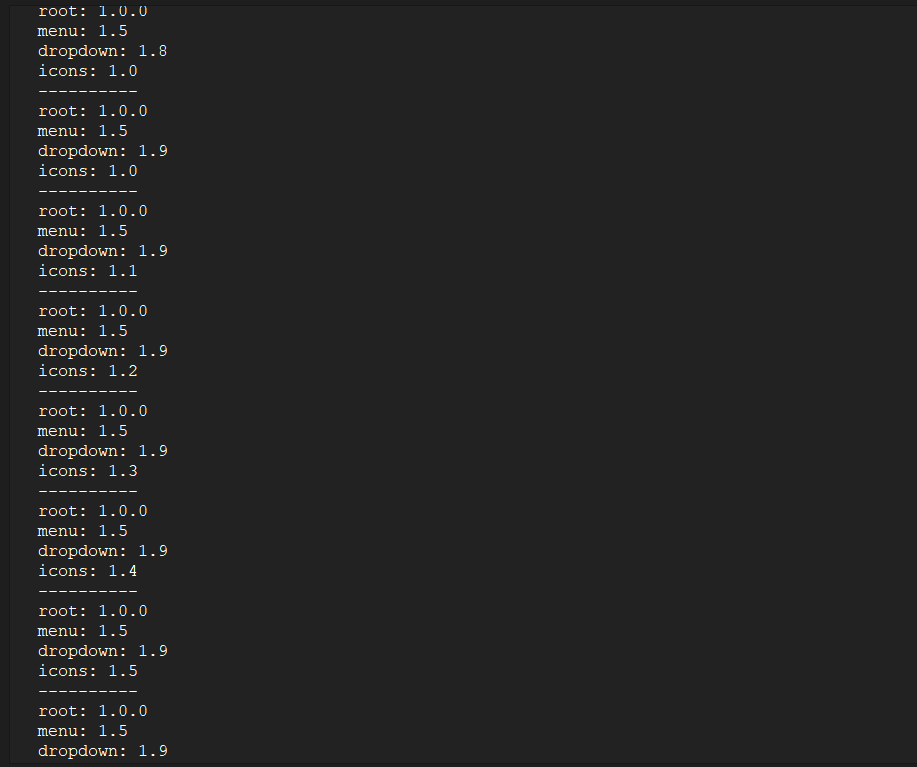 root: 1.0.0
menu: 1.5
dropdown: 1.8
icons: 1.0
----------
root: 1.0.0
menu: 1.5
dropdown: 1.9
icons: 1.0
----------
root: 1.0.0
menu: 1.5
dropdown: 1.9
icons: 1.1
----------
root: 1.0.0
menu: 1.5
dropdown: 1.9
icons: 1.2
----------
root: 1.0.0
menu: 1.5
dropdown: 1.9
icons: 1.3
----------
root: 1.0.0
menu: 1.5
dropdown: 1.9
icons: 1.4
----------
root: 1.0.0
menu: 1.5
dropdown: 1.9
icons: 1.5
----------
root: 1.0.0
menu: 1.5
dropdown: 1.9